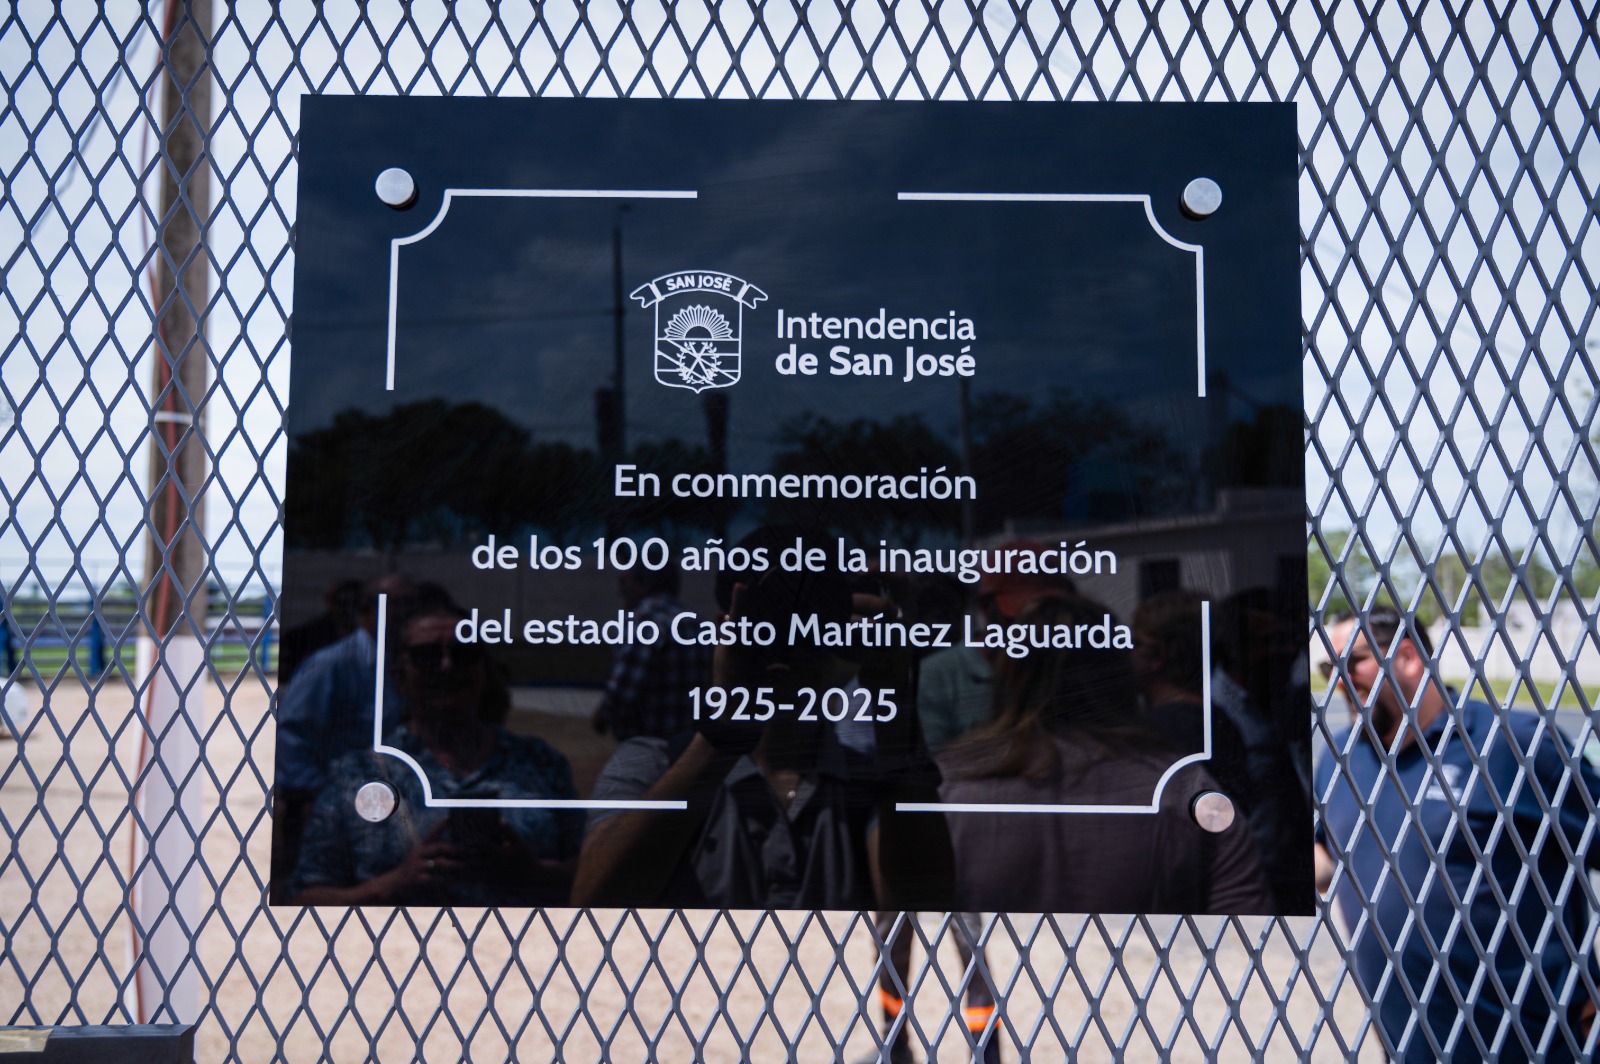 SAN JOSÉ
Intendencia
de San José
En conmemoración
de los 100 años de la inauguración
del estadio Casto Martínez Laguarda
1925-2025